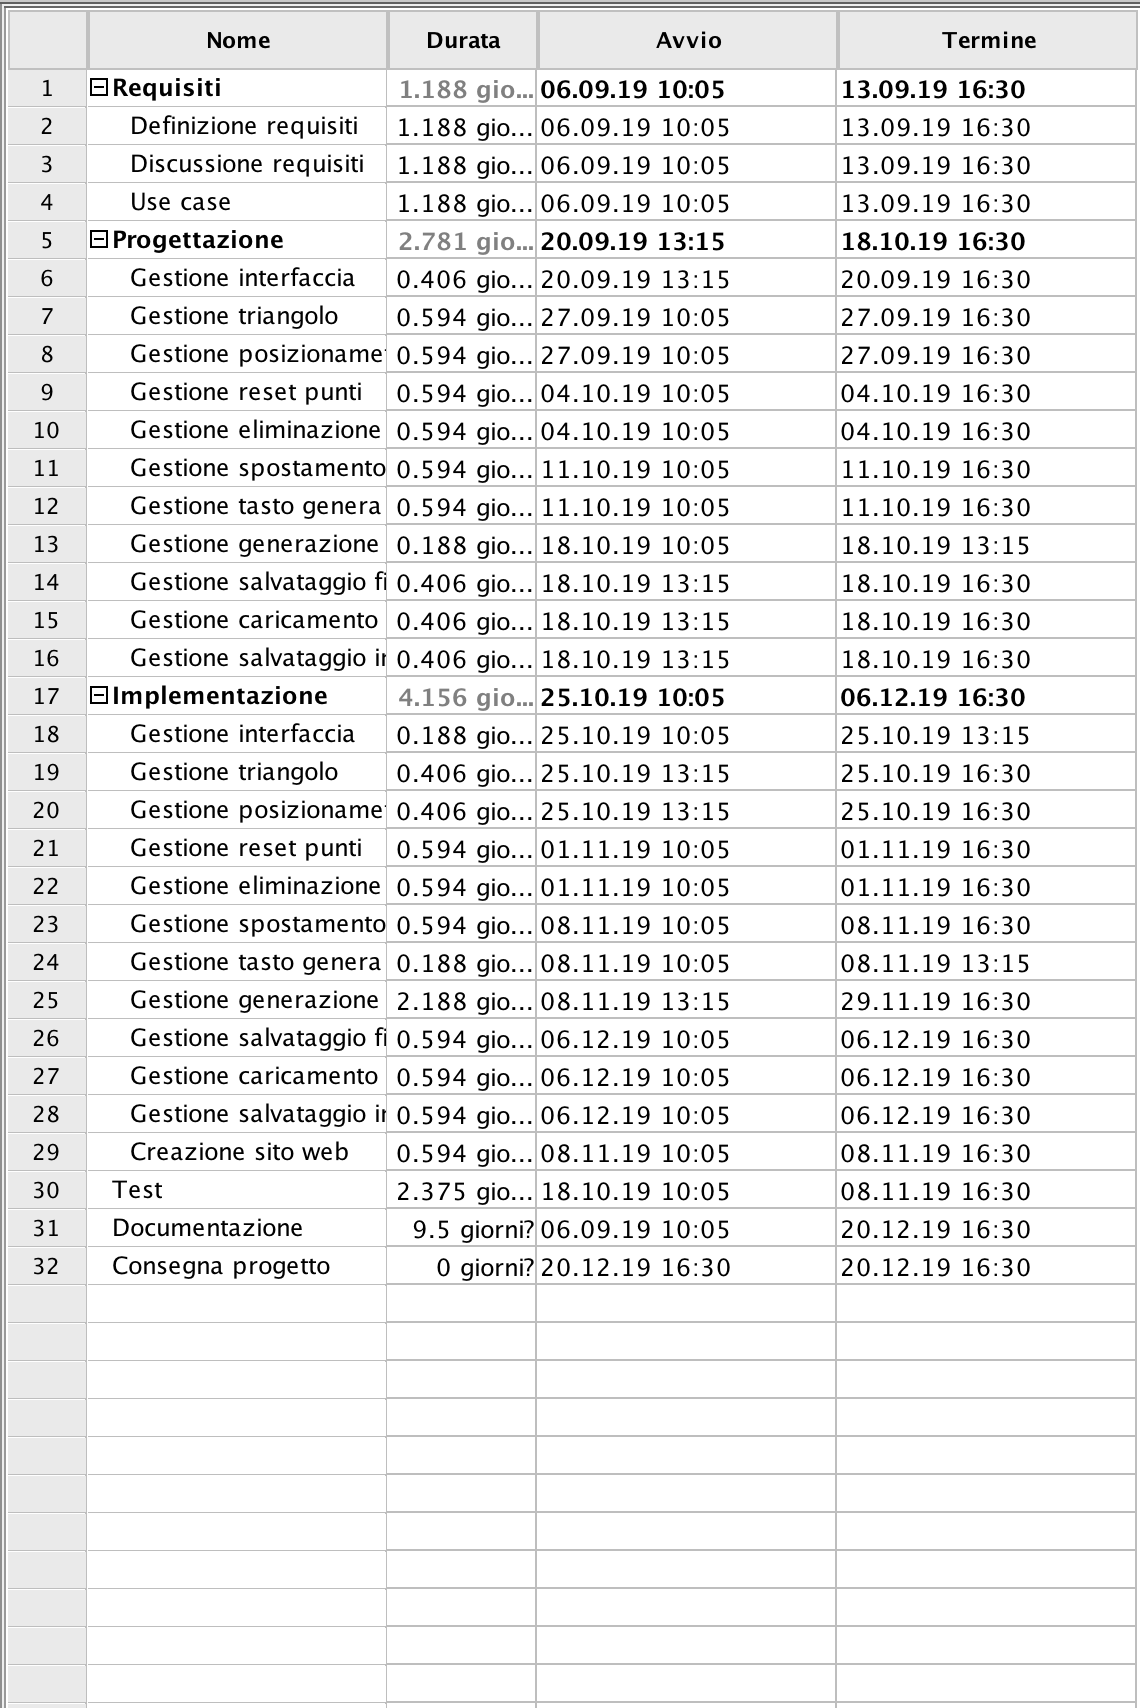 Nome Durata Avvio Termine
1 Requisiti 1.188 gio... 06.09.19 10:05 13.09.19 16:30
2 Definizione requisiti 1.188 gio... 06.09.19 10:05 13.09.19 16:30
3 Discussione requisiti 1.188 gio... 06.09.19 10:05 13.09.19 16:30
4 Use case 1.188 gio... 06.09.19 10:05 13.09.19 16:30
5 Progettazione 2.781 gio... 20.09.19 13:15 18.10.19 16:30
6 Gestione interfaccia 0.406 gio... 20.09.19 13:15 20.09.19 16:30
7 Gestione triangolo 0.594 gio... 27.09.19 10:05 27.09.19 16:30
8 Gestione posizioname 0.594 gio... 27.09.19 10:05 27.09.19 16:30
9 Gestione reset punti 0.594 gio... 04.10.19 10:05 04.10.19 16:30
10 Gestione eliminazione 0.594 gio... 04.10.19 10:05 04.10.19 16:30
11 Gestione spostamento 0.594 gio... 11.10.19 10:05 11.10.19 16:30
12 Gestione tasto genera 0.594 gio... 11.10.19 10:05 11.10.19 16:30
13 Gestione generazione 0.188 gio... 18.10.19 10:05 18.10.19 13:15
14 Gestione salvataggio fi 0.406 gio... 18.10.19 13:15 18.10.19 16:30
15 Gestione caricamento 0.406 gio... 18.10.19 13:15 18.10.19 16:30
16 Gestione salvataggio i 0.406 gio... 18.10.19 13:15 18.10.19 16:30
17 Implementazione 4.156 gio... 25.10.19 10:05 06.12.19 16:30
18 Gestione interfaccia 0.188 gio... 25.10.19 10:05 25.10.19 13:15
19 Gestione triangolo 0.406 gio... 25.10.19 13:15 25.10.19 16:30
20 Gestione posizioname 0.406 gio... 25.10.19 13:15 25.10.19 16:30
21 Gestione reset punti 0.594 gio... 01.11.19 10:05 01.11.19 16:30
22 Gestione eliminazione 0.594 gio... 01.11.19 10:05 01.11.19 16:30
23 Gestione spostamento 0.594 gio... 08.11.19 10:05 08.11.19 16:30
24 Gestione tasto genera 0.188 gio... 08.11.19 10:05 08.11.19 13:15
25 Gestione generazione 2.188 gio... 08.11.19 13:15 29.11.19 16:30
26 Gestione salvataggio fi 0.594 gio... 06.12.19 10:05 06.12.19 16:30
27 Gestione caricamento 0.594 gio... 06.12.19 10:05 06.12.19 16:30
28 Gestione salvataggio i 0.594 gio... 06.12.19 10:05 06.12.19 16:30
29 Creazione sito web 0.594 gio... 08.11.19 10:05 08.11.19 16:30
30 Test 2.375 gio... 18.10.19 10:05 08.11.19 16:30
31 Documentazione 9.5 giorni? 06.09.19 10:05 20.12.19 16:30
32 Consegna progetto 0 giorni? 20.12.19 16:30 20.12.19 16:30